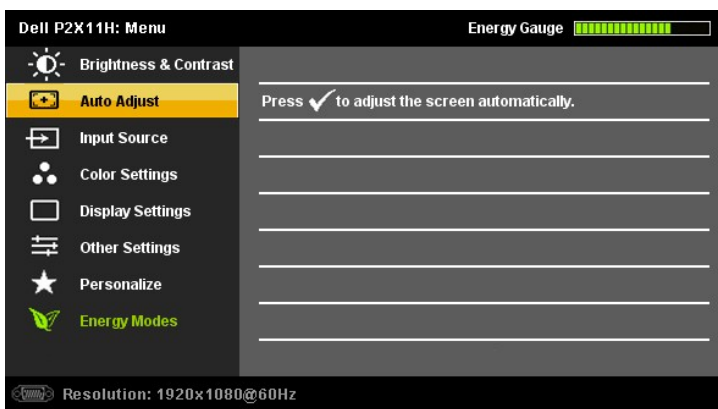 Dell P2X11H: Menu
Energy Gauge
Brightness & Contrast
Auto Adjust
Press ✓ to adjust the screen automatically.
Input Source
Color Settings
Display Settings
Other Settings
Personalize
Energy Modes
Resolution: 1920x1080@60Hz